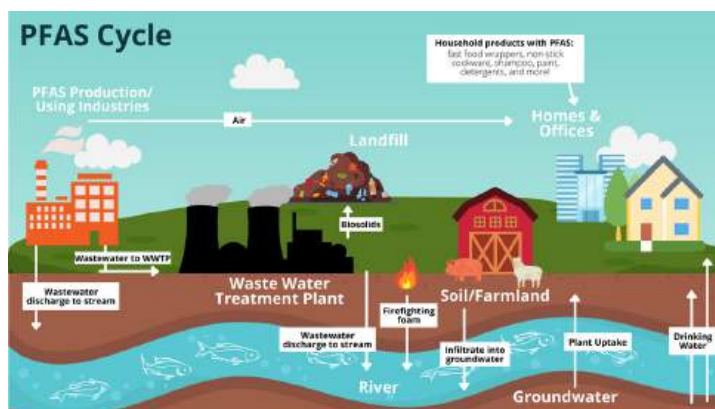 PFAS Cycle
Household products with PFAS:
fast food wrappers, non-stick
cookware, shampoo, paint,
detergents, and more!
PFAS Production/
Using Industries
Air
Homes &
Offices
Landfill
Biosolids
Wastewater to WWTP
Waste Water
Treatment Plant
Soil/Farmland
Wastewater
discharge to stream
Firefighting
foam
Wastewater
discharge to stream
Infiltrate into
groundwater
Plant Uptake
Drinking
Water
River
Groundwater